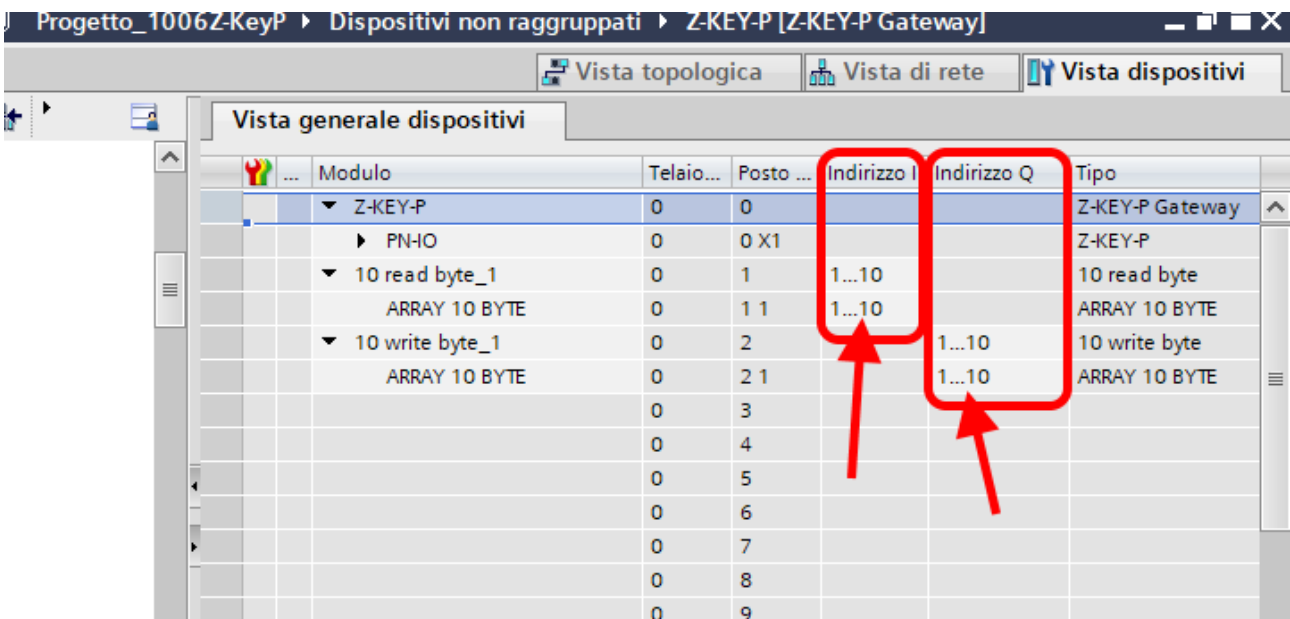 Progetto_1006Z-KeyP ▸ Dispositivi non raggruppati ▸ Z-KEY-P [Z-KEY-P Gateway]
Vista topologica Vista di rete Vista dispositivi
Vista generale dispositivi
... Modulo Telaio... Posto ... Indirizzo I Indirizzo Q Tipo
Z-KEY-P 0 0 Z-KEY-P Gateway
PN-IO 0 0 X1 Z-KEY-P
10 read byte_1 0 1 1...10 10 read byte
ARRAY 10 BYTE 0 1 1 1...10 ARRAY 10 BYTE
10 write byte_1 0 2 1...10 10 write byte
ARRAY 10 BYTE 0 2 1 1...10 ARRAY 10 BYTE
0 3
0 4
0 5
0 6
0 7
0 8
0 9